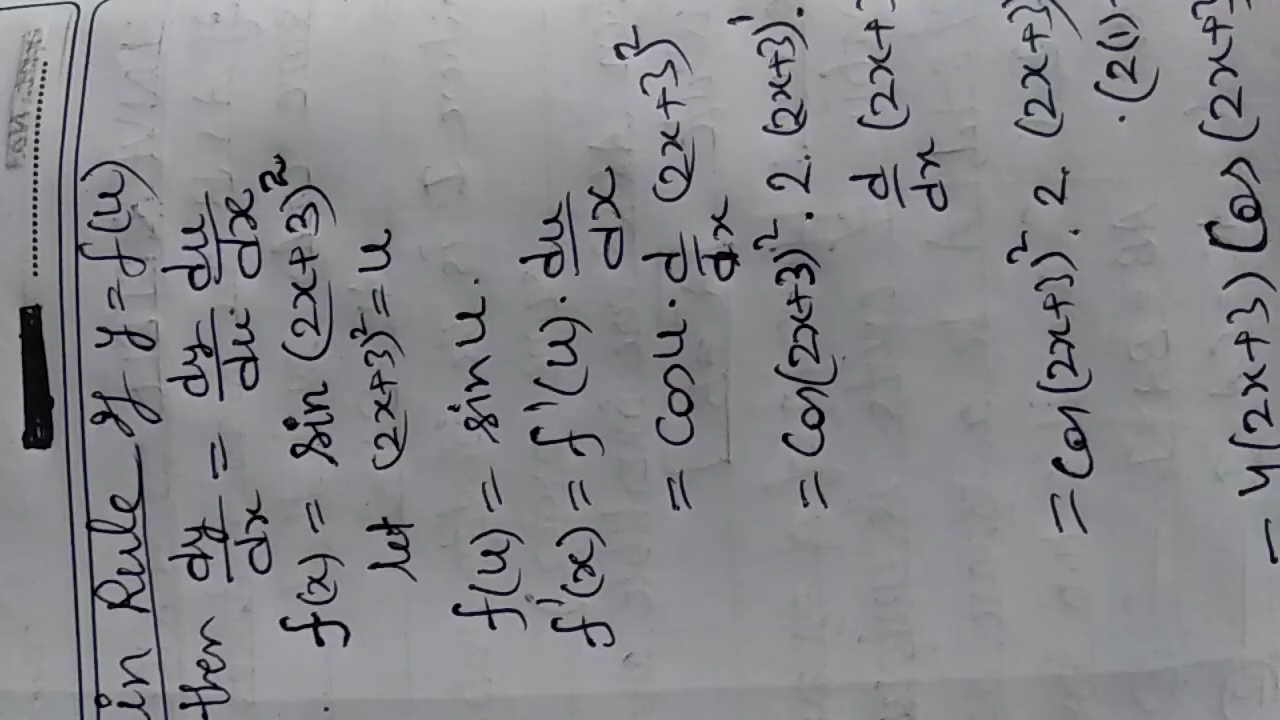 in Rule y y = f(u)
then dy/dx = dy/du du/dx
f(x) = sin (2x+3)²
let (2x+3)² = u
f(u) = sin u.
f'(x) = f'(u) · du/dx
= Cos u · d/dx (2x+3)²
= Cos(2x+3)² · 2 · (2x+3)¹ ·
d/dx (2x+3
= Cos (2x+3)² · 2 · (2x+3)
· (2(1)
4(2x+3) Cos (2x+3